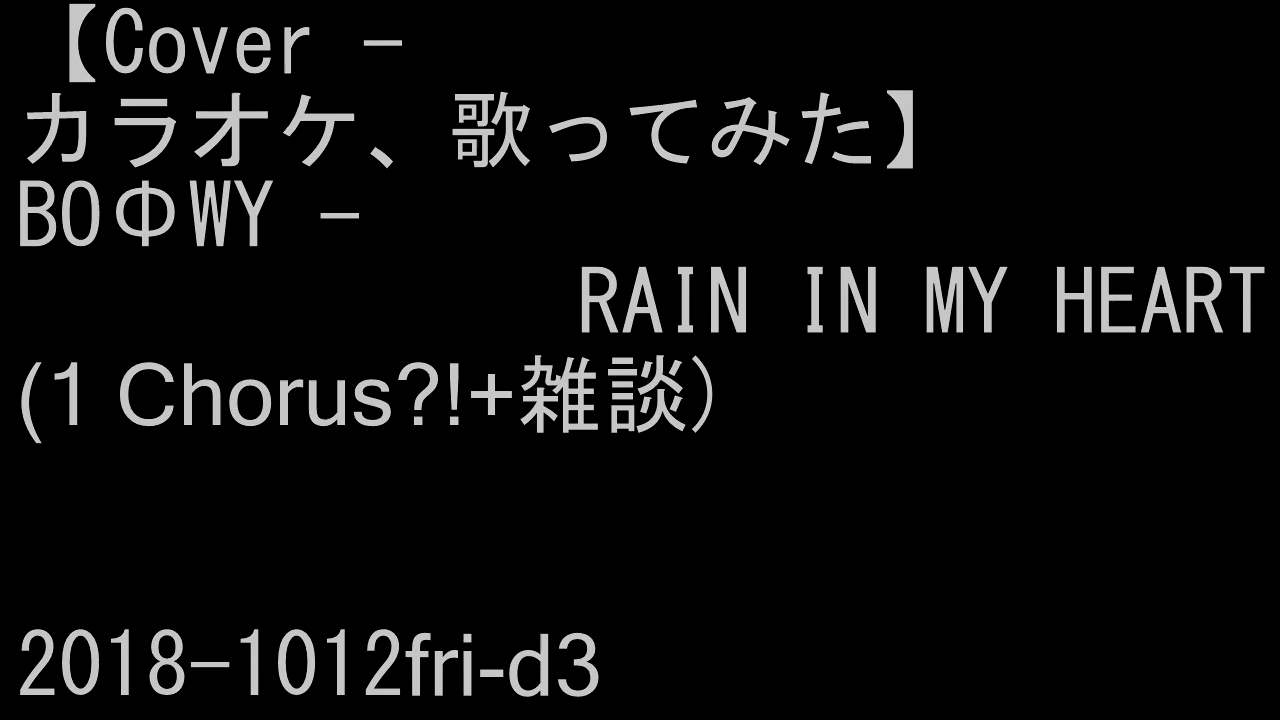 【Cover -
カラオケ、歌ってみた】
BOΦWY -
RAIN IN MY HEART
(1 Chorus?!+雑談)
2018-1012fri-d3